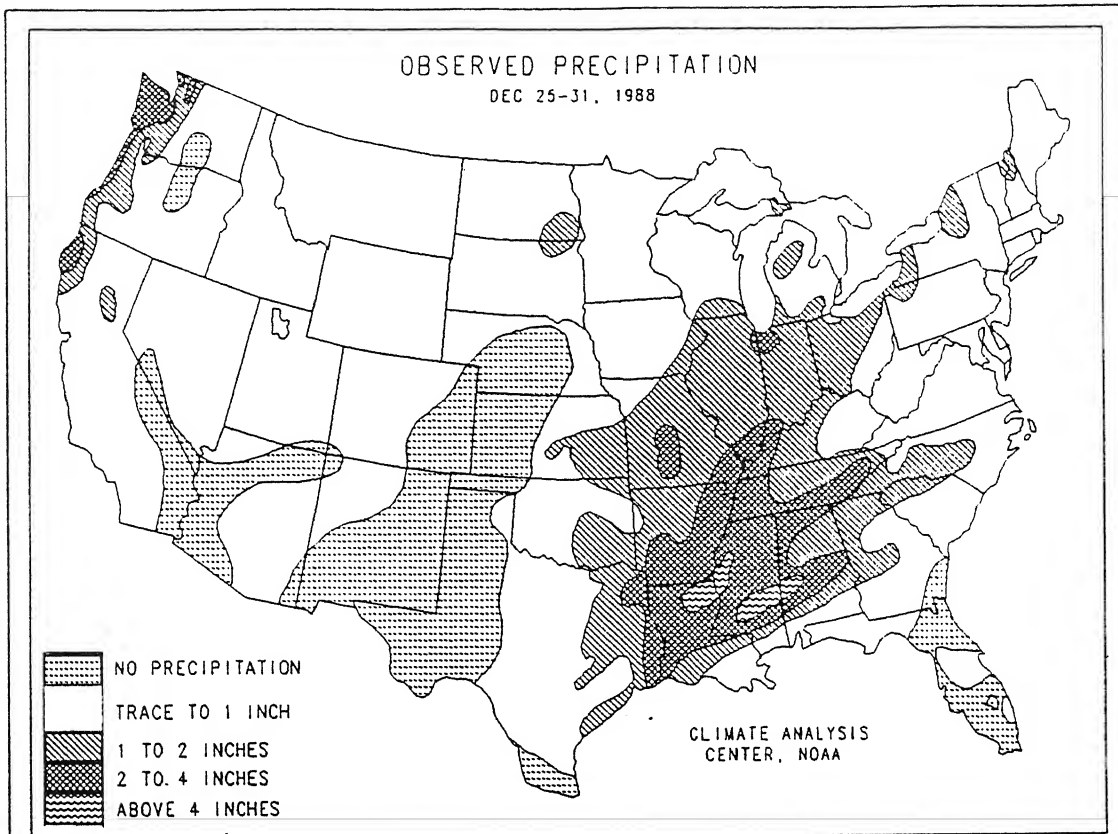 OBSERVED PRECIPITATION
DEC 25-31, 1988
NO PRECIPITATION
TRACE TO 1 INCH
1 TO 2 INCHES
2 TO 4 INCHES
ABOVE 4 INCHES
CLIMATE ANALYSIS
CENTER, NOAA